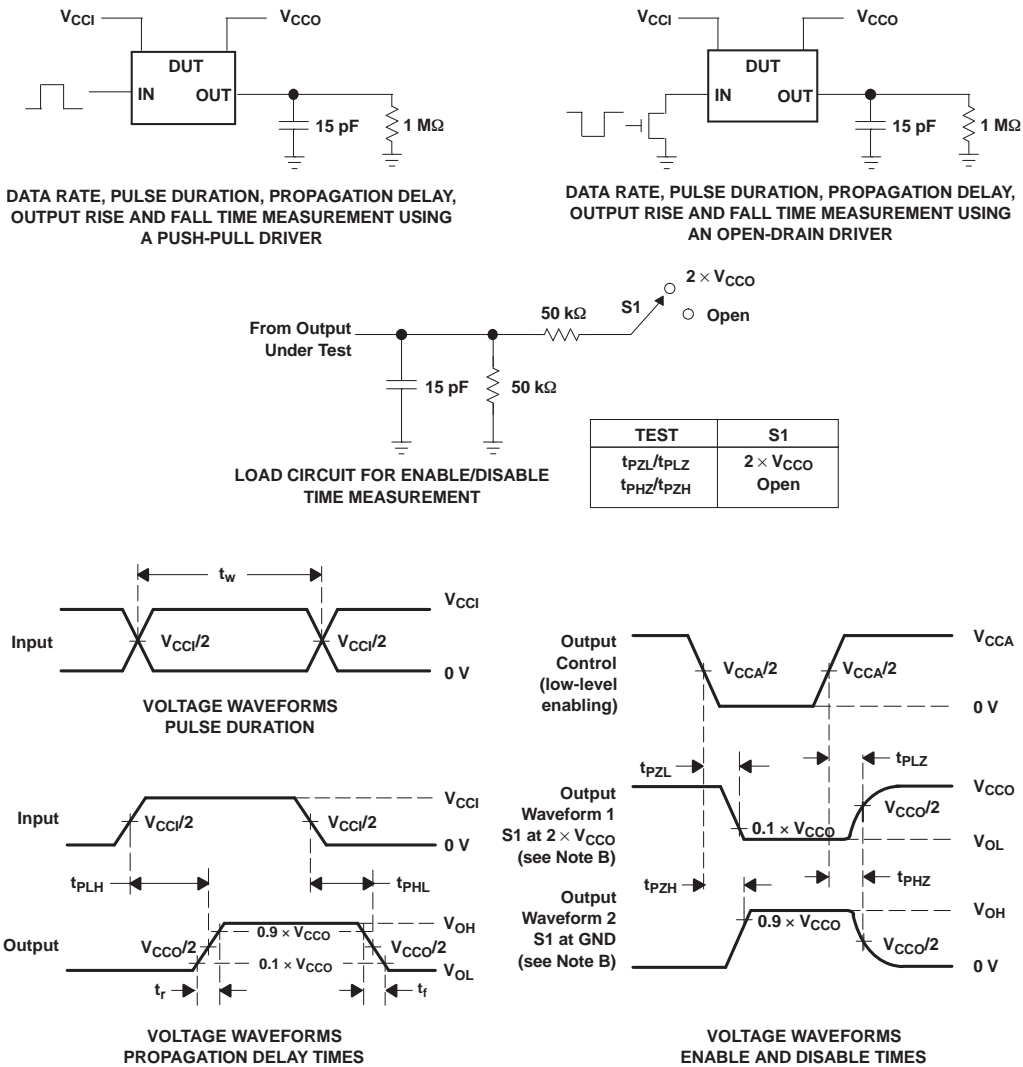 VCCI VCCO
DUT
IN OUT
15 pF 1 MΩ
DATA RATE, PULSE DURATION, PROPAGATION DELAY,
OUTPUT RISE AND FALL TIME MEASUREMENT USING
A PUSH-PULL DRIVER
VCCI VCCO
DUT
IN OUT
15 pF 1 MΩ
DATA RATE, PULSE DURATION, PROPAGATION DELAY,
OUTPUT RISE AND FALL TIME MEASUREMENT USING
AN OPEN-DRAIN DRIVER
2 × VCCO
S1
Open
50 kΩ
From Output
Under Test
15 pF 50 kΩ
LOAD CIRCUIT FOR ENABLE/DISABLE
TIME MEASUREMENT
TEST S1
tPZL/tPLZ 2 × VCCO
tPHZ/tPZH Open
tw
VCCI
Input VCCI/2 VCCI/2
0 V
VOLTAGE WAVEFORMS
PULSE DURATION
VCCI
Input VCCI/2 VCCI/2
0 V
tPLH tPHL
VOH
0.9 × VCCO
Output VCCO/2 VCCO/2
0.1 × VCCO
VOL
tr tf
VOLTAGE WAVEFORMS
PROPAGATION DELAY TIMES
Output
Control
(low-level
enabling)
VCCA
VCCA/2 VCCA/2
0 V
tPZL tPLZ
Output
Waveform 1
S1 at 2 × VCCO
(see Note B)
VCCO
VCCO/2
0.1 × VCCO
VOL
tPZH tPHZ
Output
Waveform 2
S1 at GND
(see Note B)
VOH
0.9 × VCCO
VCCO/2
0 V
VOLTAGE WAVEFORMS
ENABLE AND DISABLE TIMES